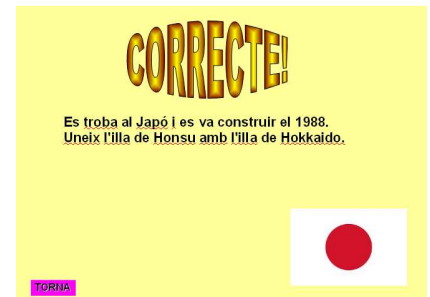 CORRECTE!
Es troba al Japó i es va construir el 1988.
Uneix l'illa de Honsu amb l'illa de Hokkaido.
TORNA